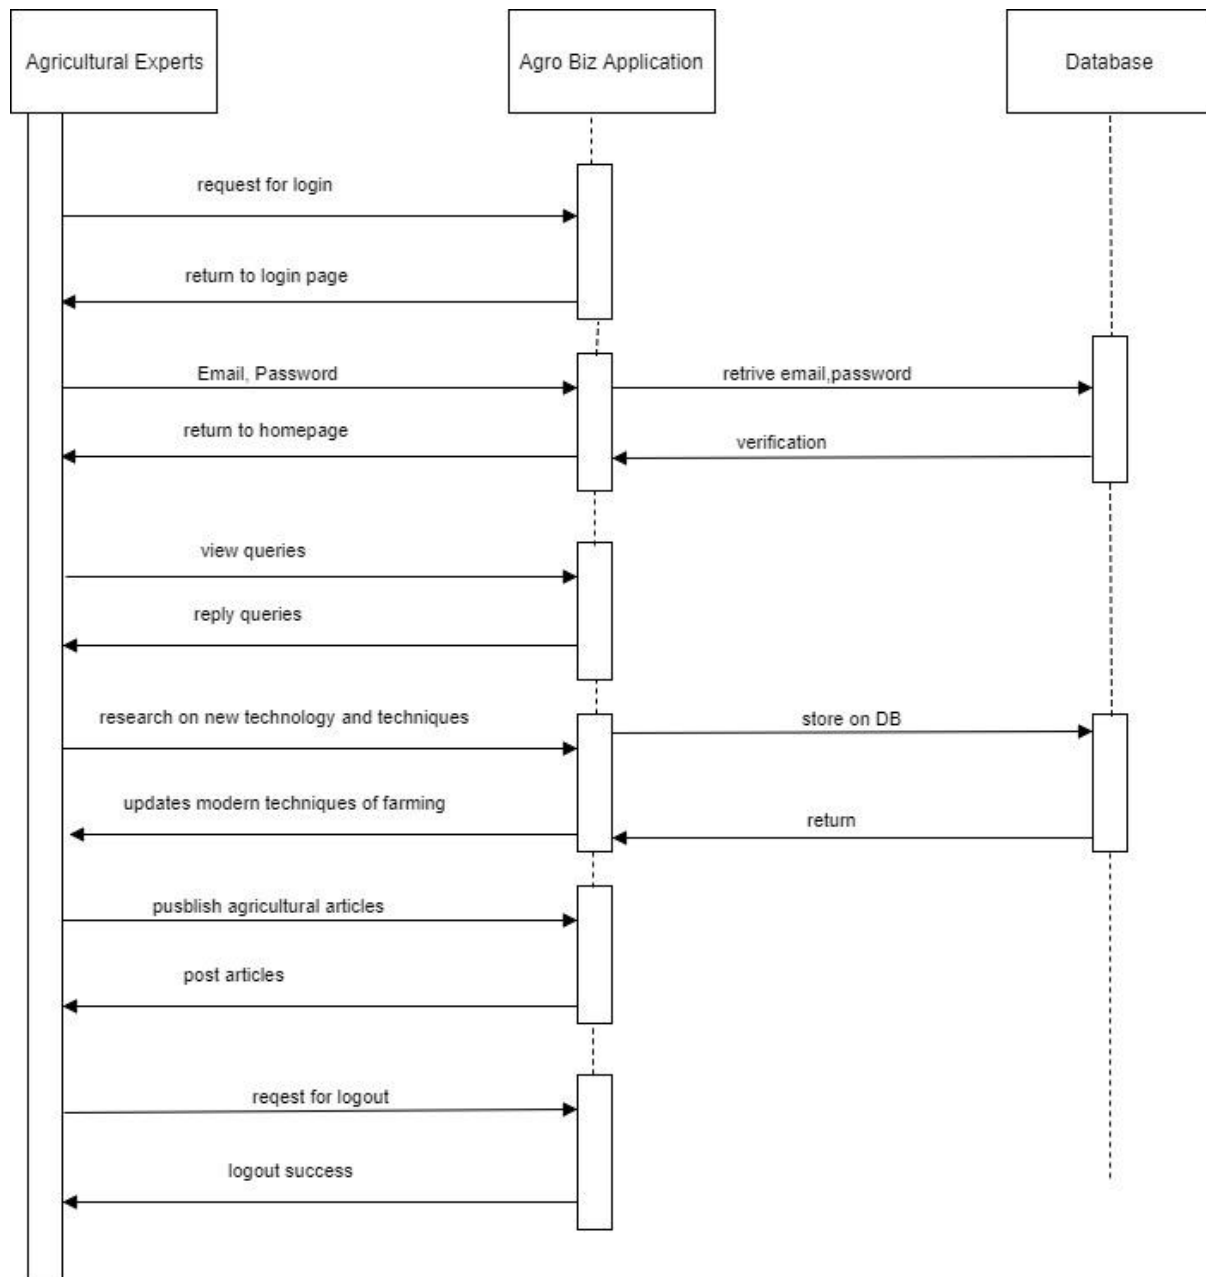 Agricultural Experts
Agro Biz Application
Database
request for login
return to login page
Email, Password
retrive email,password
return to homepage
verification
view queries
reply queries
research on new technology and techniques
store on DB
updates modern techniques of farming
return
pusblish agricultural articles
post articles
reqest for logout
logout success